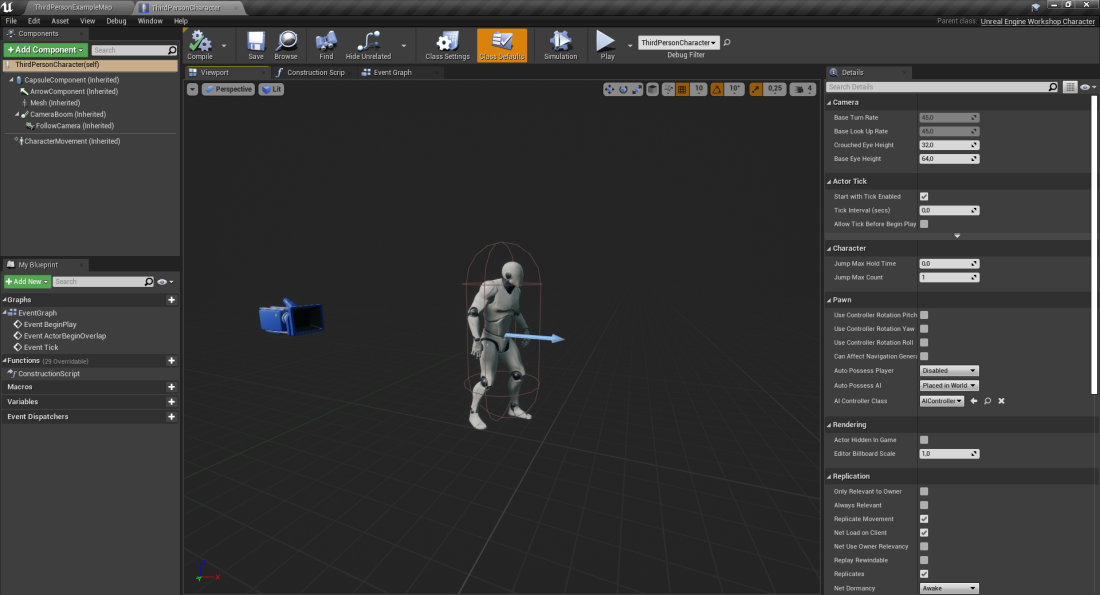 ThirdPersonExampleMap
ThirdPersonCharacter
File Edit Asset View Debug Window Help
Parent class: Unreal Engine Workshop Character
Components
+Add Component
Search
ThirdPersonCharacter(self)
CapsuleComponent (Inherited)
ArrowComponent (Inherited)
Mesh (Inherited)
CameraBoom (Inherited)
FollowCamera (Inherited)
CharacterMovement (Inherited)
My Blueprint
+Add New
Search
Graphs
EventGraph
Event BeginPlay
Event ActorBeginOverlap
Event Tick
Functions (29 Overridable)
ConstructionScript
Macros
Variables
Event Dispatchers
Compile
Save
Browse
Find
Hide Unrelated
Class Settings
Class Defaults
Simulation
Play
ThirdPersonCharacter
Debug Filter
Viewport
Construction Scrip
Event Graph
Perspective
Lit
10
10°
0,25
4
X
Details
Search Details
Camera
Base Turn Rate 45,0
Base Look Up Rate 45,0
Crouched Eye Height 32,0
Base Eye Height 64,0
Actor Tick
Start with Tick Enabled
Tick Interval (secs) 0,0
Allow Tick Before Begin Play
Character
Jump Max Hold Time 0,0
Jump Max Count 1
Pawn
Use Controller Rotation Pitch
Use Controller Rotation Yaw
Use Controller Rotation Roll
Can Affect Navigation Generi
Auto Possess Player Disabled
Auto Possess AI Placed in World
AI Controller Class AIController
Rendering
Actor Hidden In Game
Editor Billboard Scale 1,0
Replication
Only Relevant to Owner
Always Relevant
Replicate Movement
Net Load on Client
Net Use Owner Relevancy
Replay Rewindable
Replicates
Net Dormancy Awake